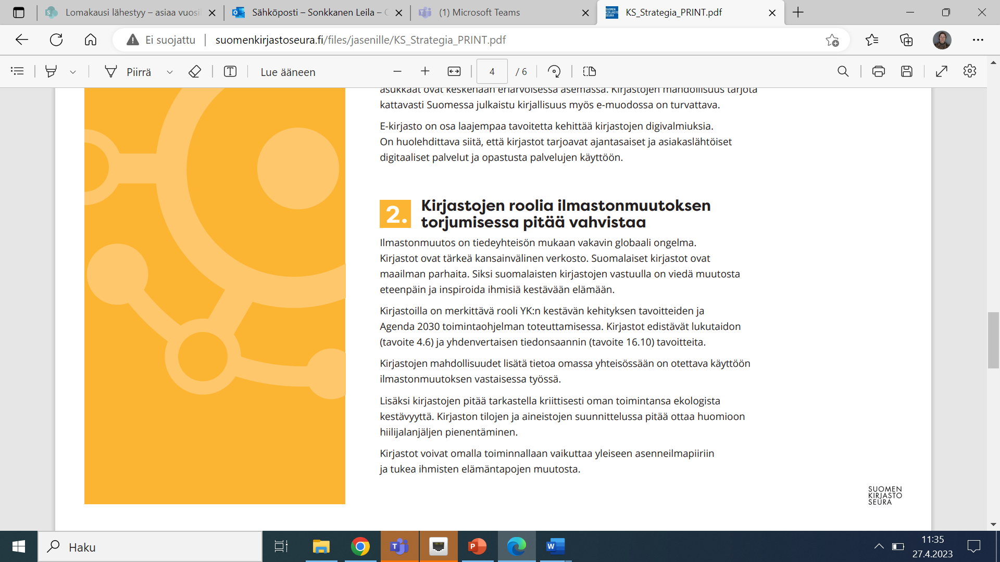 Lomakausi lähestyy – asiaa vuosil
Sähköposti – Sonkkanen Leila – O
(1) Microsoft Teams
KS_Strategia_PRINT.pdf
Ei suojattu
suomenkirjastoseura.fi/files/jasenille/KS_Strategia_PRINT.pdf
Piirrä
Lue ääneen
4
/ 6
asukkaat ovat keskenään eriarvoisessa asemassa. Kirjastojen mahdollisuus tarjota
kattavasti Suomessa julkaistu kirjallisuus myös e-muodossa on turvattava.
E-kirjasto on osa laajempaa tavoitetta kehittää kirjastojen digivalmiuksia.
On huolehdittava siitä, että kirjastot tarjoavat ajantasaiset ja asiakaslähtöiset
digitaaliset palvelut ja opastusta palvelujen käyttöön.
2. Kirjastojen roolia ilmastonmuutoksen
torjumisessa pitää vahvistaa
Ilmastonmuutos on tiedeyhteisön mukaan vakavin globaali ongelma.
Kirjastot ovat tärkeä kansainvälinen verkosto. Suomalaiset kirjastot ovat
maailman parhaita. Siksi suomalaisten kirjastojen vastuulla on viedä muutosta
eteenpäin ja inspiroida ihmisiä kestävään elämään.
Kirjastoilla on merkittävä rooli YK:n kestävän kehityksen tavoitteiden ja
Agenda 2030 toimintaohjelman toteuttamisessa. Kirjastot edistävät lukutaidon
(tavoite 4.6) ja yhdenvertaisen tiedonsaannin (tavoite 16.10) tavoitteita.
Kirjastojen mahdollisuudet lisätä tietoa omassa yhteisössään on otettava käyttöön
ilmastonmuutoksen vastaisessa työssä.
Lisäksi kirjastojen pitää tarkastella kriittisesti oman toimintansa ekologista
kestävyyttä. Kirjaston tilojen ja aineistojen suunnittelussa pitää ottaa huomioon
hiilijalanjäljen pienentäminen.
Kirjastot voivat omalla toiminnallaan vaikuttaa yleiseen asenneilmapiiriin
ja tukea ihmisten elämäntapojen muutosta.
SUOMEN
KIRJASTO
SEURA
Haku
11:35
27.4.2023